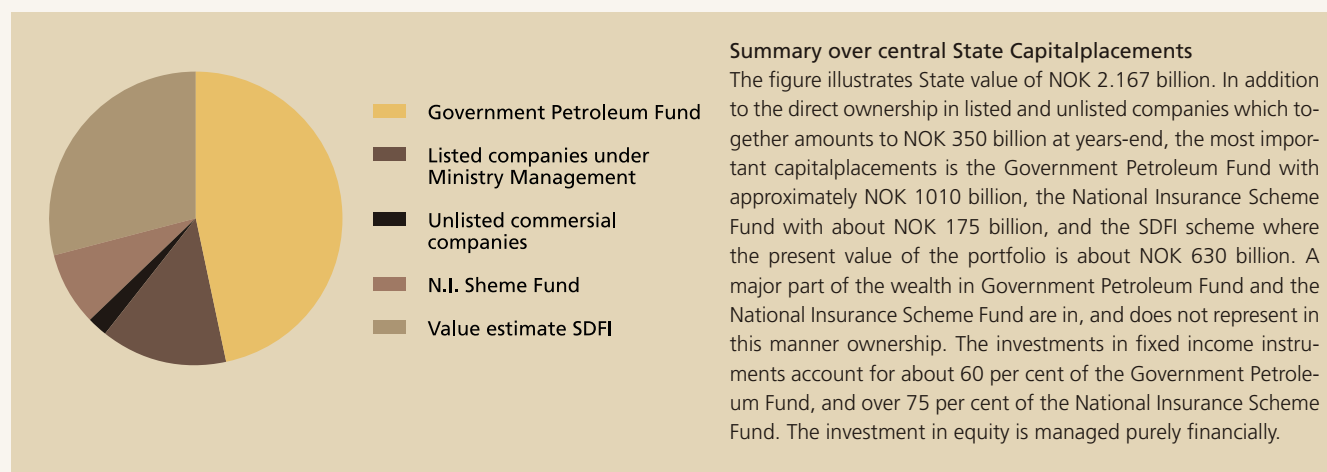 Government Petroleum Fund
Listed companies under
Ministry Management
Unlisted commersial
companies
N.I. Sheme Fund
Value estimate SDFI
Summary over central State Capitalplacements
The figure illustrates State value of NOK 2.167 billion. In addition
to the direct ownership in listed and unlisted companies which to-
gether amounts to NOK 350 billion at years-end, the most impor-
tant capitalplacements is the Government Petroleum Fund with
approximately NOK 1010 billion, the National Insurance Scheme
Fund with about NOK 175 billion, and the SDFI scheme where
the present value of the portfolio is about NOK 630 billion. A
major part of the wealth in Government Petroleum Fund and the
National Insurance Scheme Fund are in, and does not represent in
this manner ownership. The investments in fixed income instru-
ments account for about 60 per cent of the Government Petrole-
um Fund, and over 75 per cent of the National Insurance Scheme
Fund. The investment in equity is managed purely financially.